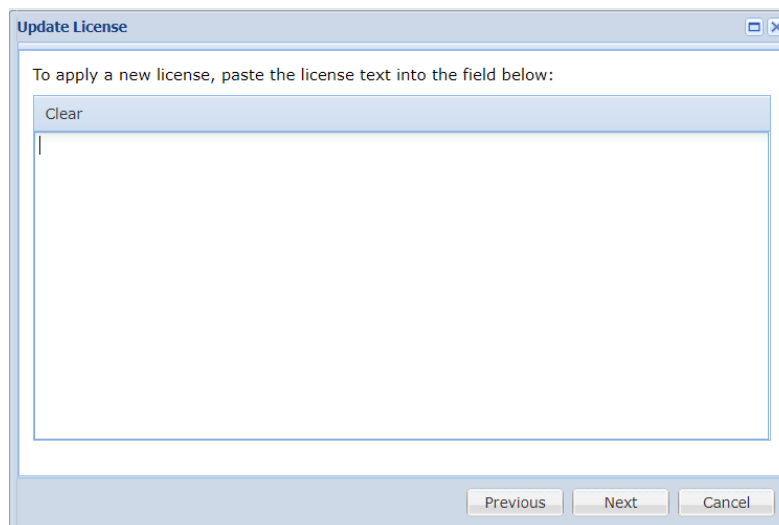 Update License
To apply a new license, paste the license text into the field below:
Clear
Previous Next Cancel